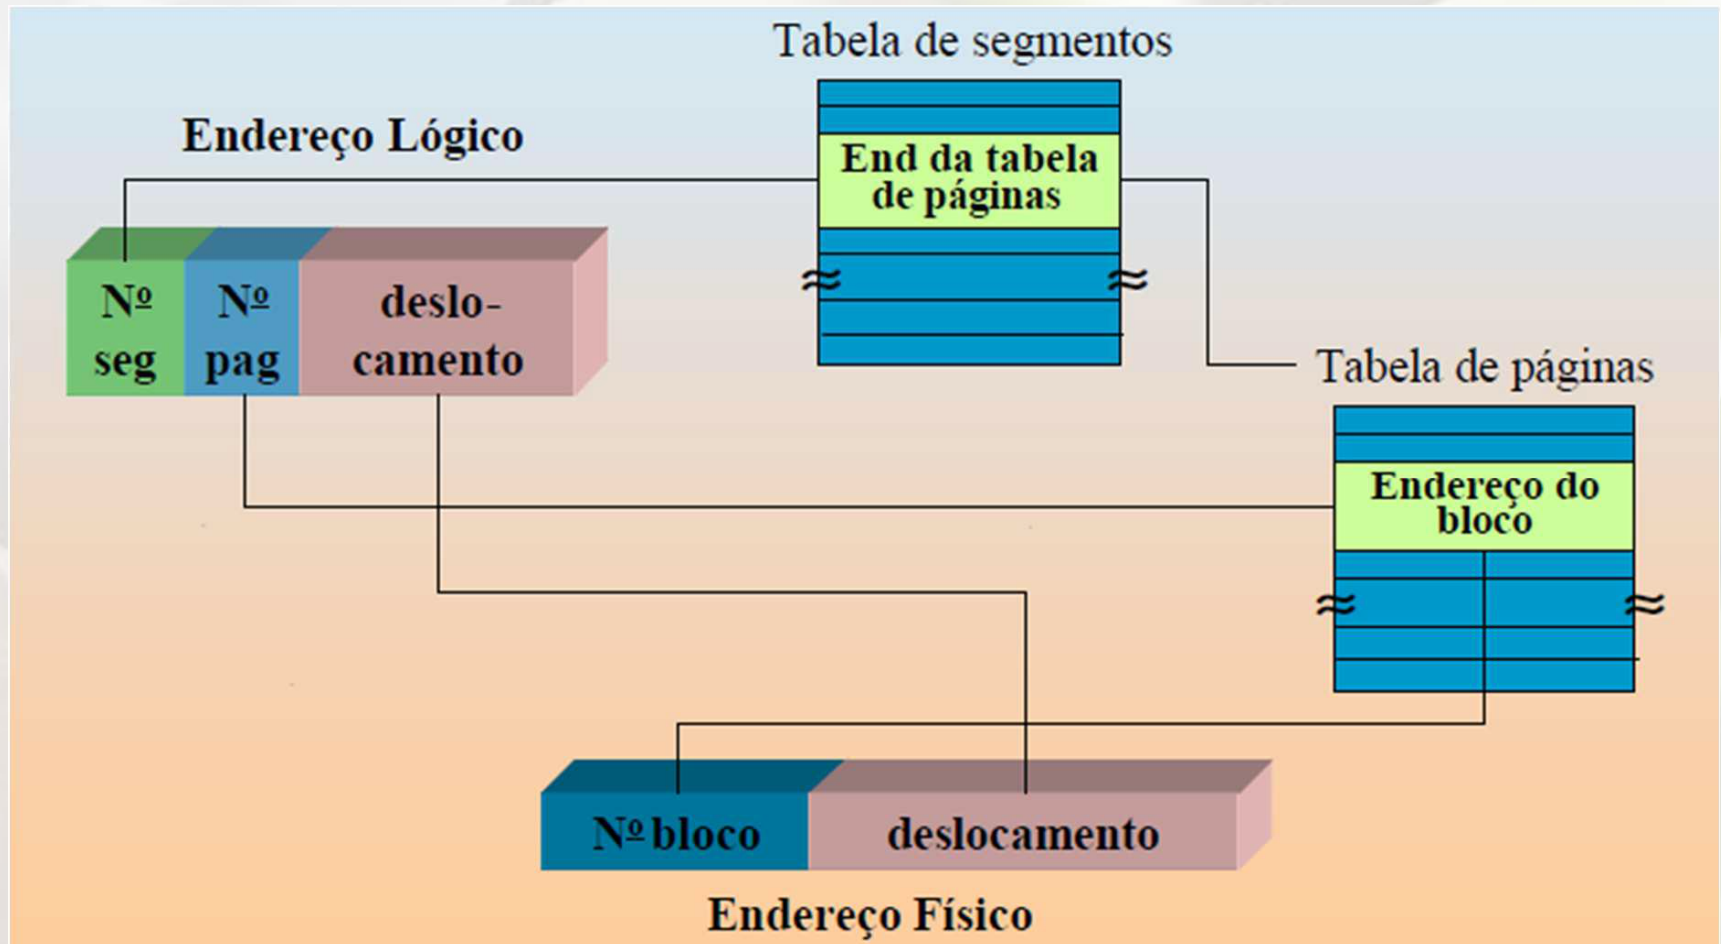 Tabela de segmentos
Endereço Lógico
End da tabela
de páginas
Nº
seg
Nº
pag
deslo-
camento
Tabela de páginas
Endereço do
bloco
Nº bloco
deslocamento
Endereço Físico